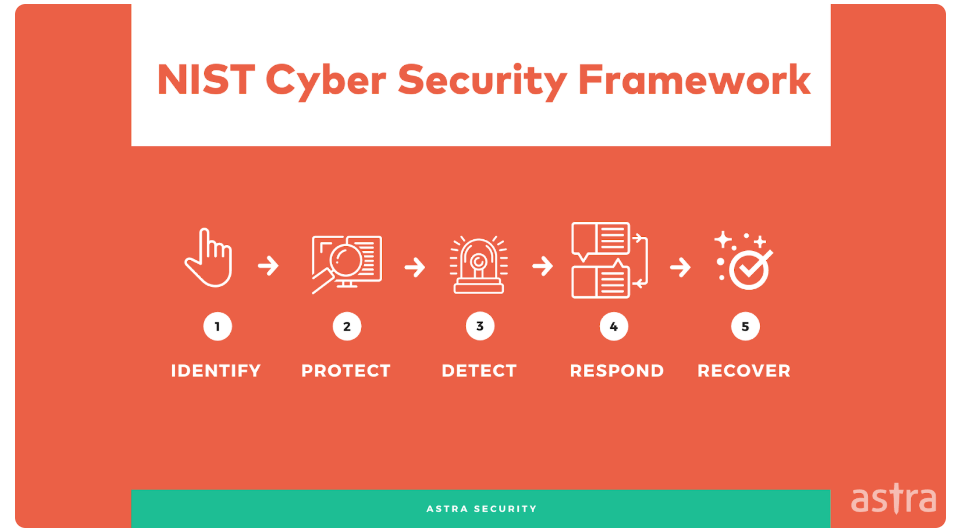 NIST Cyber Security Framework
1 2 3 4 5
IDENTIFY PROTECT DETECT RESPOND RECOVER
ASTRA SECURITY
astra